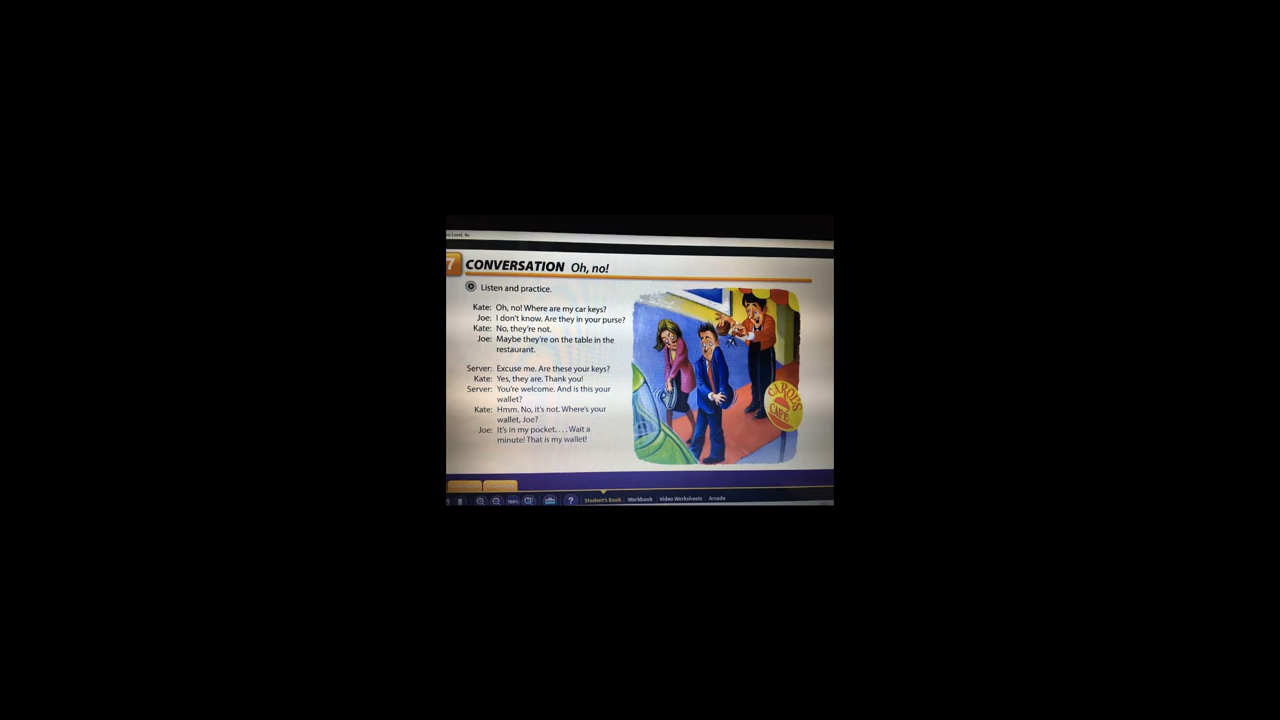 7 CONVERSATION Oh, no!
Listen and practice.
Kate: Oh, no! Where are my car keys?
Joe: I don't know. Are they in your purse?
Kate: No, they're not.
Joe: Maybe they're on the table in the
restaurant.
Server: Excuse me. Are these your keys?
Kate: Yes, they are. Thank you!
Server: You're welcome. And is this your
wallet?
Kate: Hmm. No, it's not. Where's your
wallet, Joe?
Joe: It's in my pocket. . . . Wait a
minute! That is my wallet!
CAROL'S
CAFE
100% ? Student's Book Workbook Video Worksheets Arcade